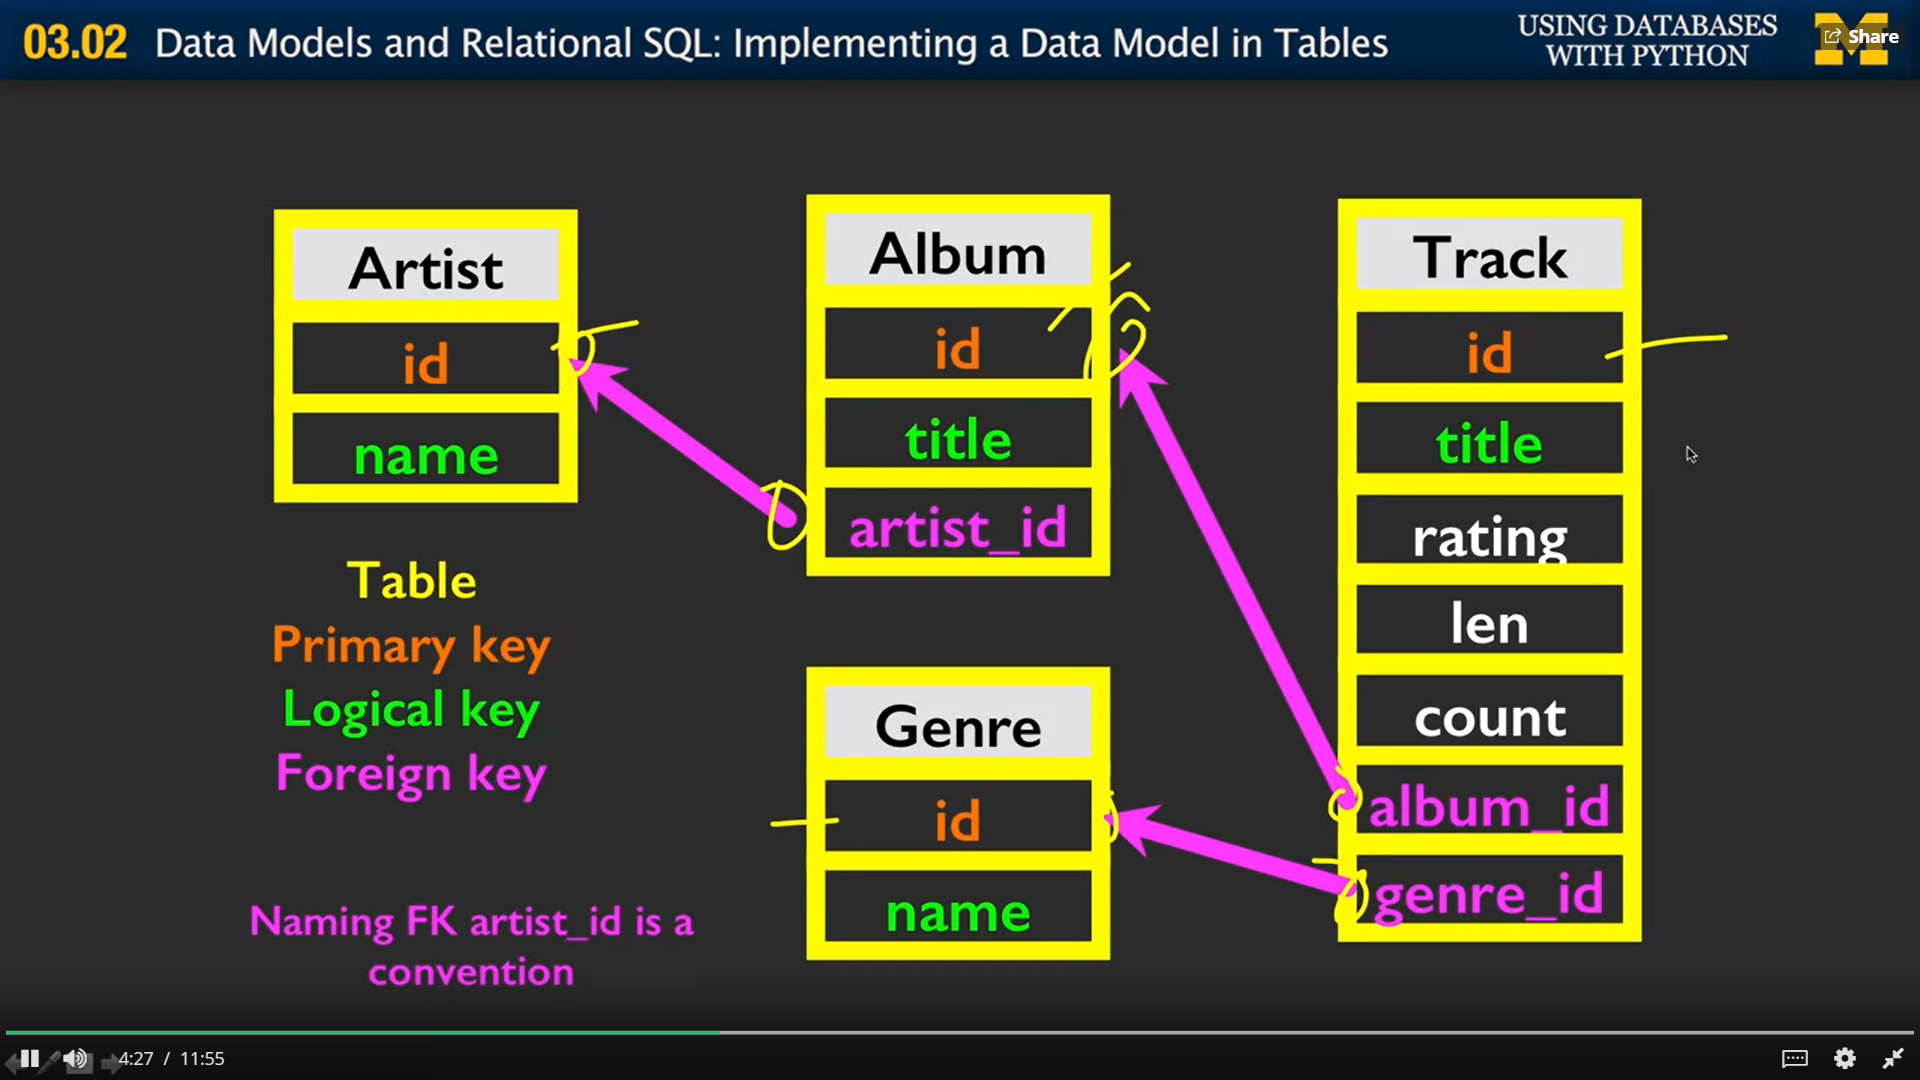 03.02 Data Models and Relational SQL: Implementing a Data Model in Tables
USING DATABASES
WITH PYTHON
M
Share
Artist
id
name
Album
id
title
artist_id
Track
id
title
rating
len
count
album_id
genre_id
Genre
id
name
Table
Primary key
Logical key
Foreign key
Naming FK artist_id is a
convention
4:27 / 11:55